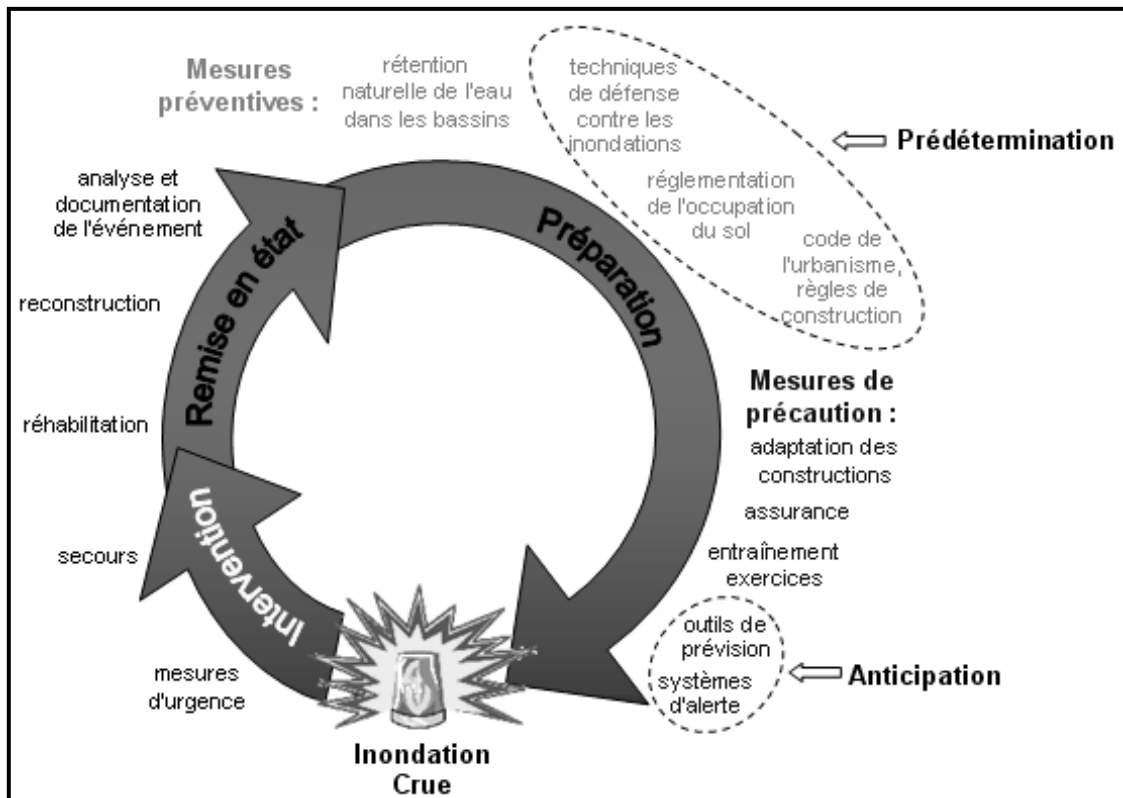 Mesures
préventives :
rétention
naturelle de l'eau
dans les bassins
techniques
de défense
contre les
inondations
Prédétermination
réglementation
de l'occupation
du sol
code de
l'urbanisme,
règles de
construction
analyse et
documentation
de l'événement
reconstruction
réhabilitation
secours
mesures
d'urgence
Remise en état
Préparation
Intervention
Mesures de
précaution :
adaptation des
constructions
assurance
entraînement
exercices
outils de
prévision
systèmes
d'alerte
Anticipation
Inondation
Crue